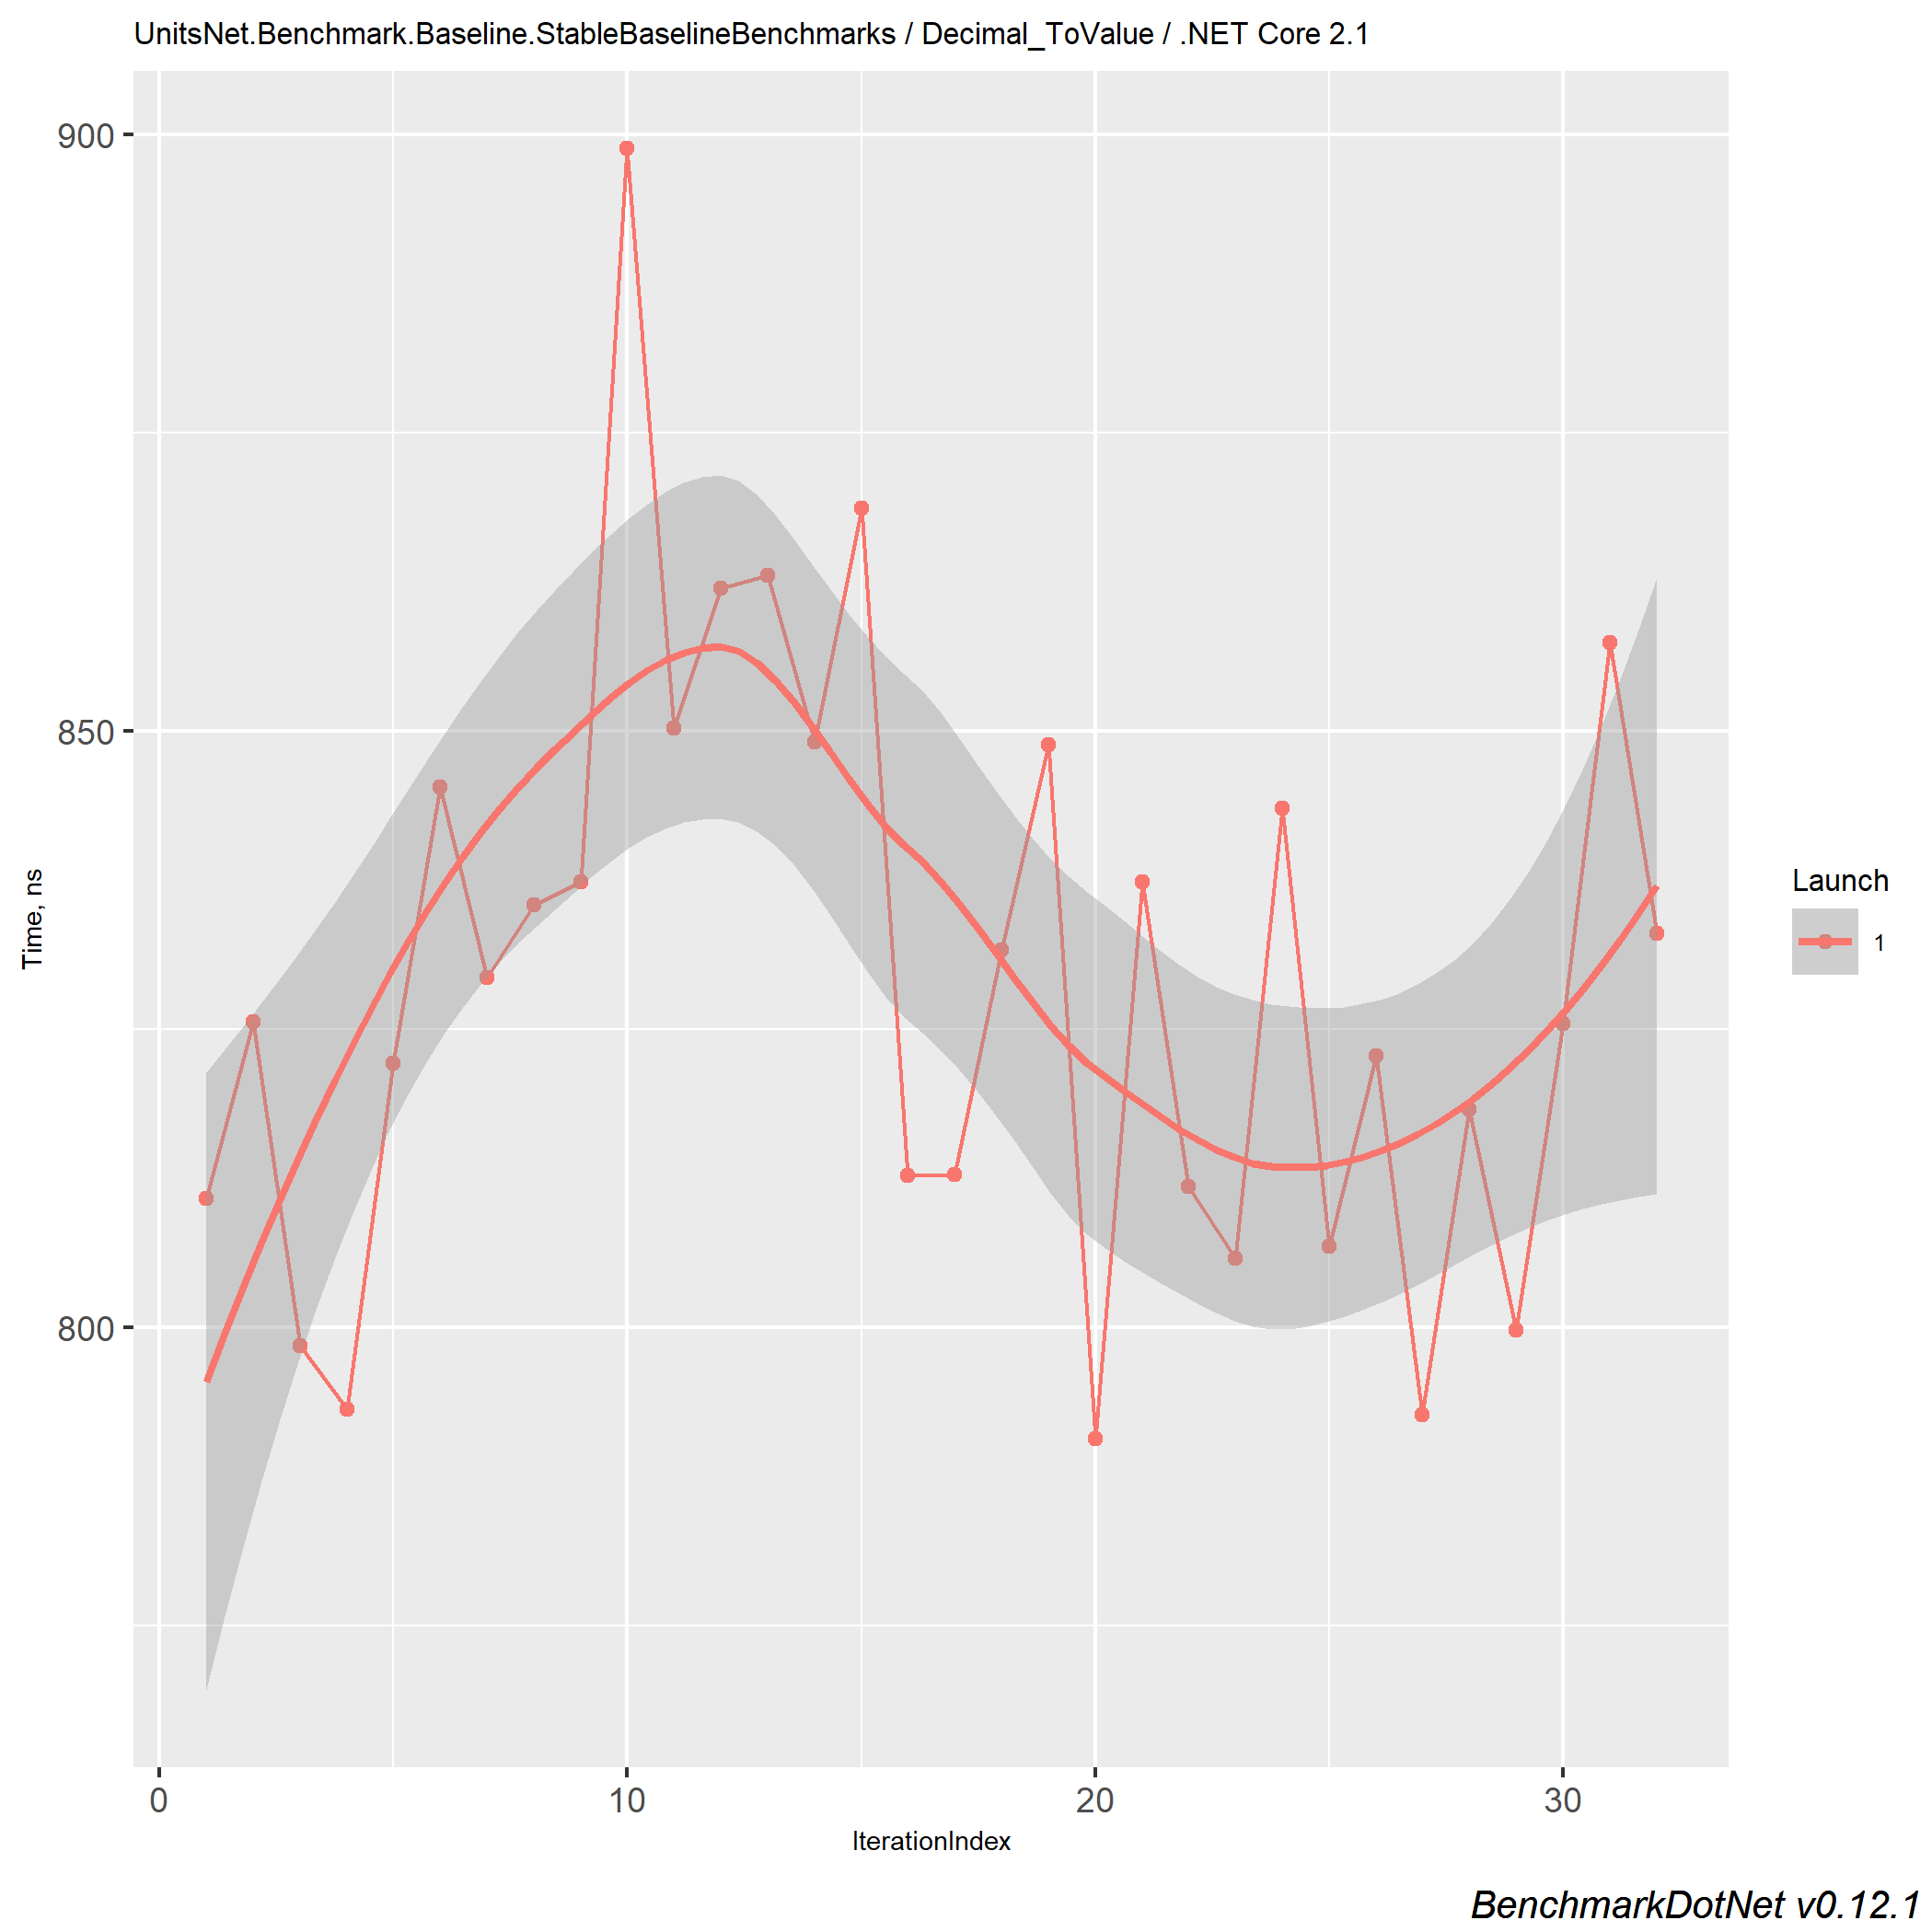 UnitsNet.Benchmark.Baseline.StableBaselineBenchmarks / Decimal_ToValue / .NET Core 2.1
900
850
800
Time, ns
0 10 20 30
IterationIndex
Launch
1
BenchmarkDotNet v0.12.1